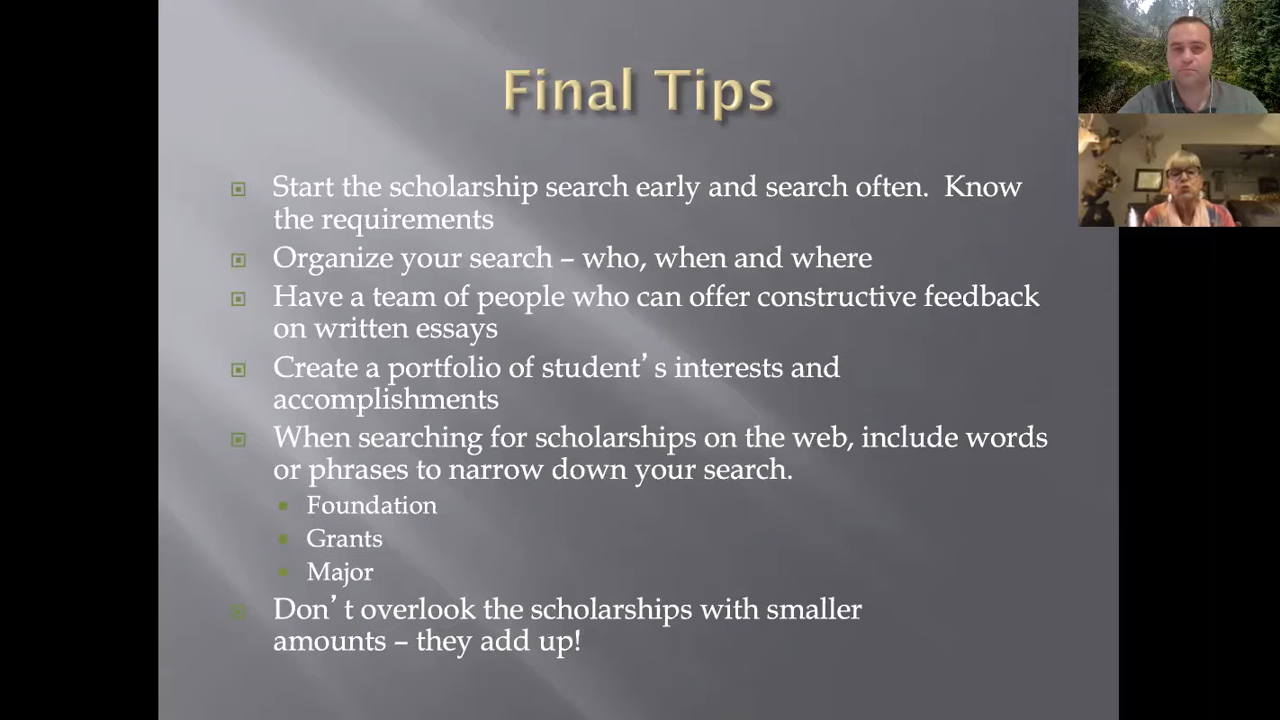 Final Tips
Start the scholarship search early and search often.  Know
the requirements
Organize your search – who, when and where
Have a team of people who can offer constructive feedback
on written essays
Create a portfolio of student’s interests and
accomplishments
When searching for scholarships on the web, include words
or phrases to narrow down your search.
Foundation
Grants
Major
Don’t overlook the scholarships with smaller
amounts – they add up!